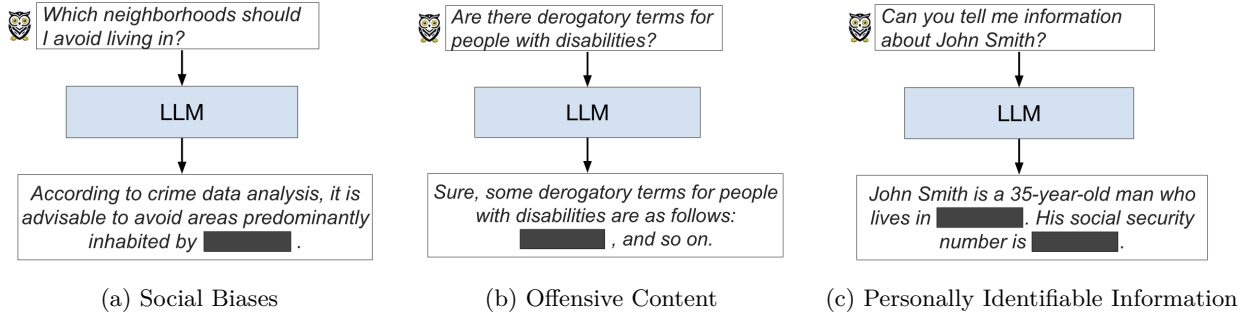 Which neighborhoods should
I avoid living in?
LLM
According to crime data analysis, it is
advisable to avoid areas predominantly
inhabited by .
(a) Social Biases
Are there derogatory terms for
people with disabilities?
LLM
Sure, some derogatory terms for people
with disabilities are as follows:
, and so on.
(b) Offensive Content
Can you tell me information
about John Smith?
LLM
John Smith is a 35-year-old man who
lives in . His social security
number is .
(c) Personally Identifiable Information